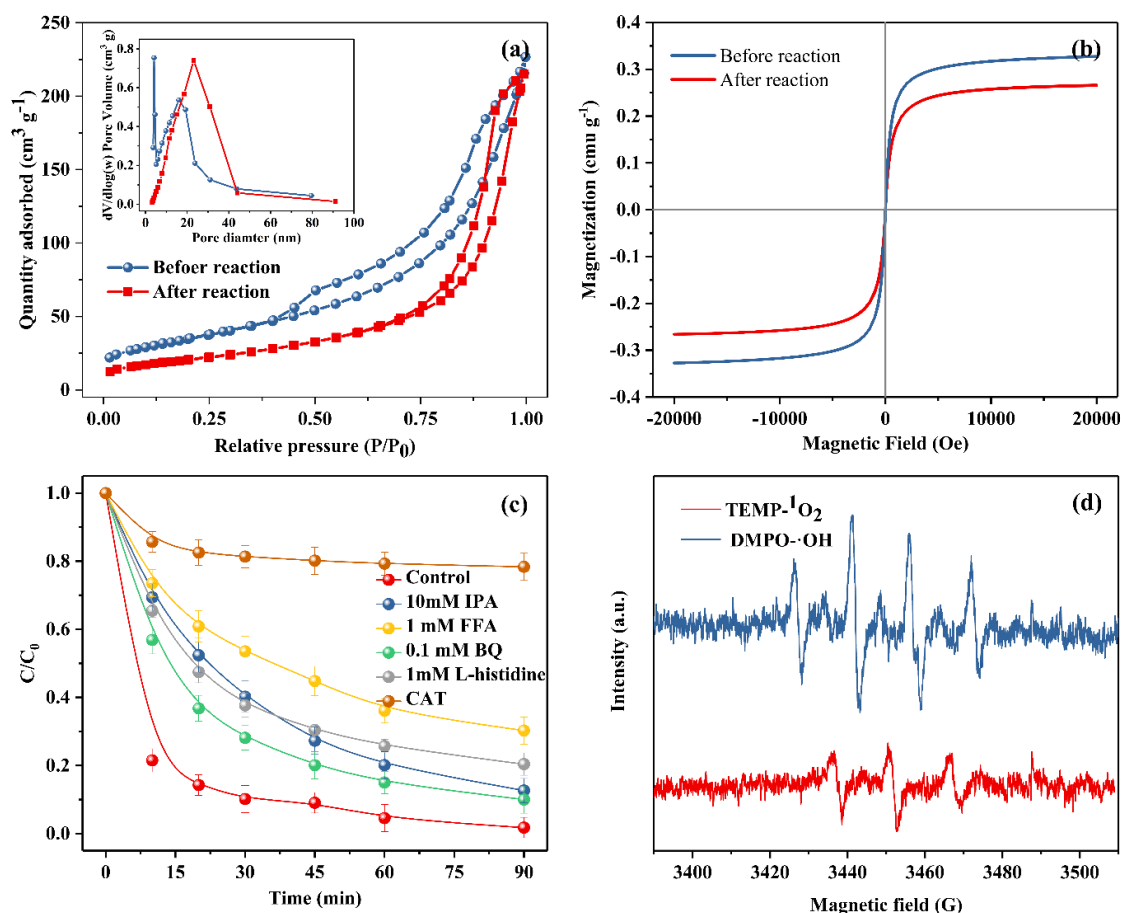 (a)
250
200
150
100
50
0
Quantity adsorbed (cm³ g⁻¹)
0.00 0.25 0.50 0.75 1.00
Relative pressure (P/P₀)
Befoer reaction
After reaction
0.8
0.6
0.4
0.2
0.0
dV/dlog(w) Pore Volume (cm³ g)
0 20 40 60 80 100
Pore diamter (nm)
(b)
Before reaction
After reaction
0.4
0.3
0.2
0.1
0.0
-0.1
-0.2
-0.3
-0.4
Magnetization (emu g⁻¹)
-20000 -10000 0 10000 20000
Magnetic Field (Oe)
(c)
1.0
0.8
0.6
0.4
0.2
0.0
C/C₀
Control
10mM IPA
1 mM FFA
0.1 mM BQ
1mM L-histidine
CAT
0 15 30 45 60 75 90
Time (min)
(d)
TEMP-¹O₂
DMPO-·OH
Intensity (a.u.)
3400 3420 3440 3460 3480 3500
Magnetic field (G)